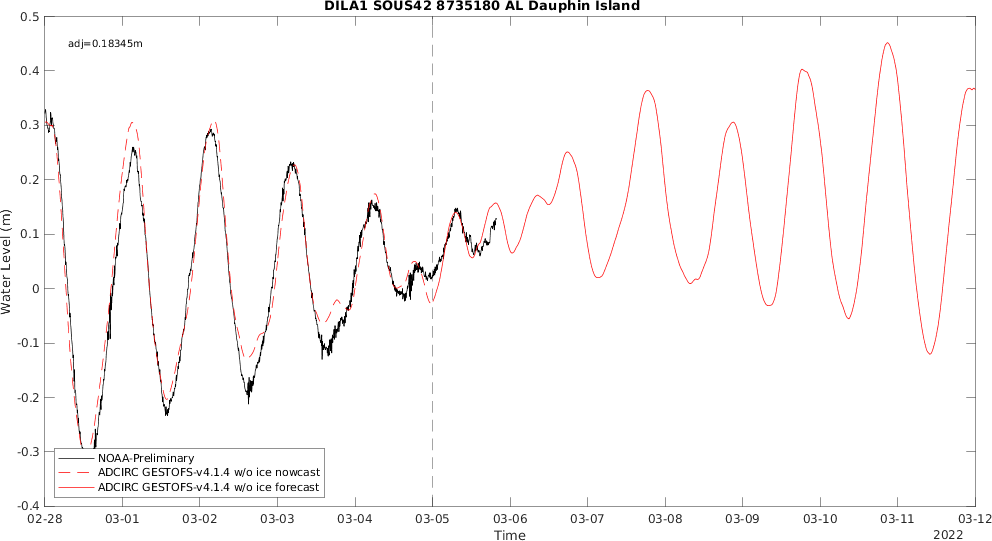 DILA1 SOUS42 8735180 AL Dauphin Island
adj=0.18345m
0.5
0.4
0.3
0.2
0.1
0
-0.1
-0.2
-0.3
-0.4
Water Level (m)
NOAA-Preliminary
ADCIRC GESTOFS-v4.1.4 w/o ice nowcast
ADCIRC GESTOFS-v4.1.4 w/o ice forecast
02-28 03-01 03-02 03-03 03-04 03-05 03-06 03-07 03-08 03-09 03-10 03-11 03-12
Time
2022